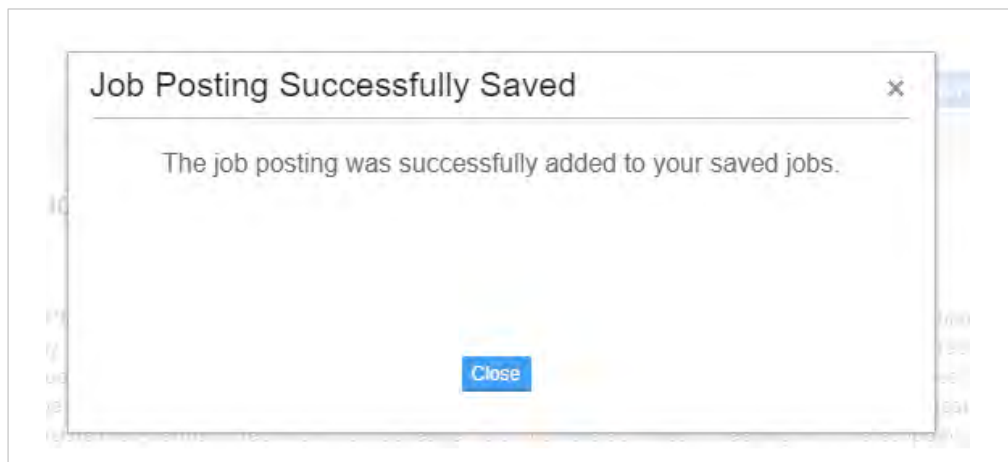 Job Posting Successfully Saved
×
The job posting was successfully added to your saved jobs.
Close